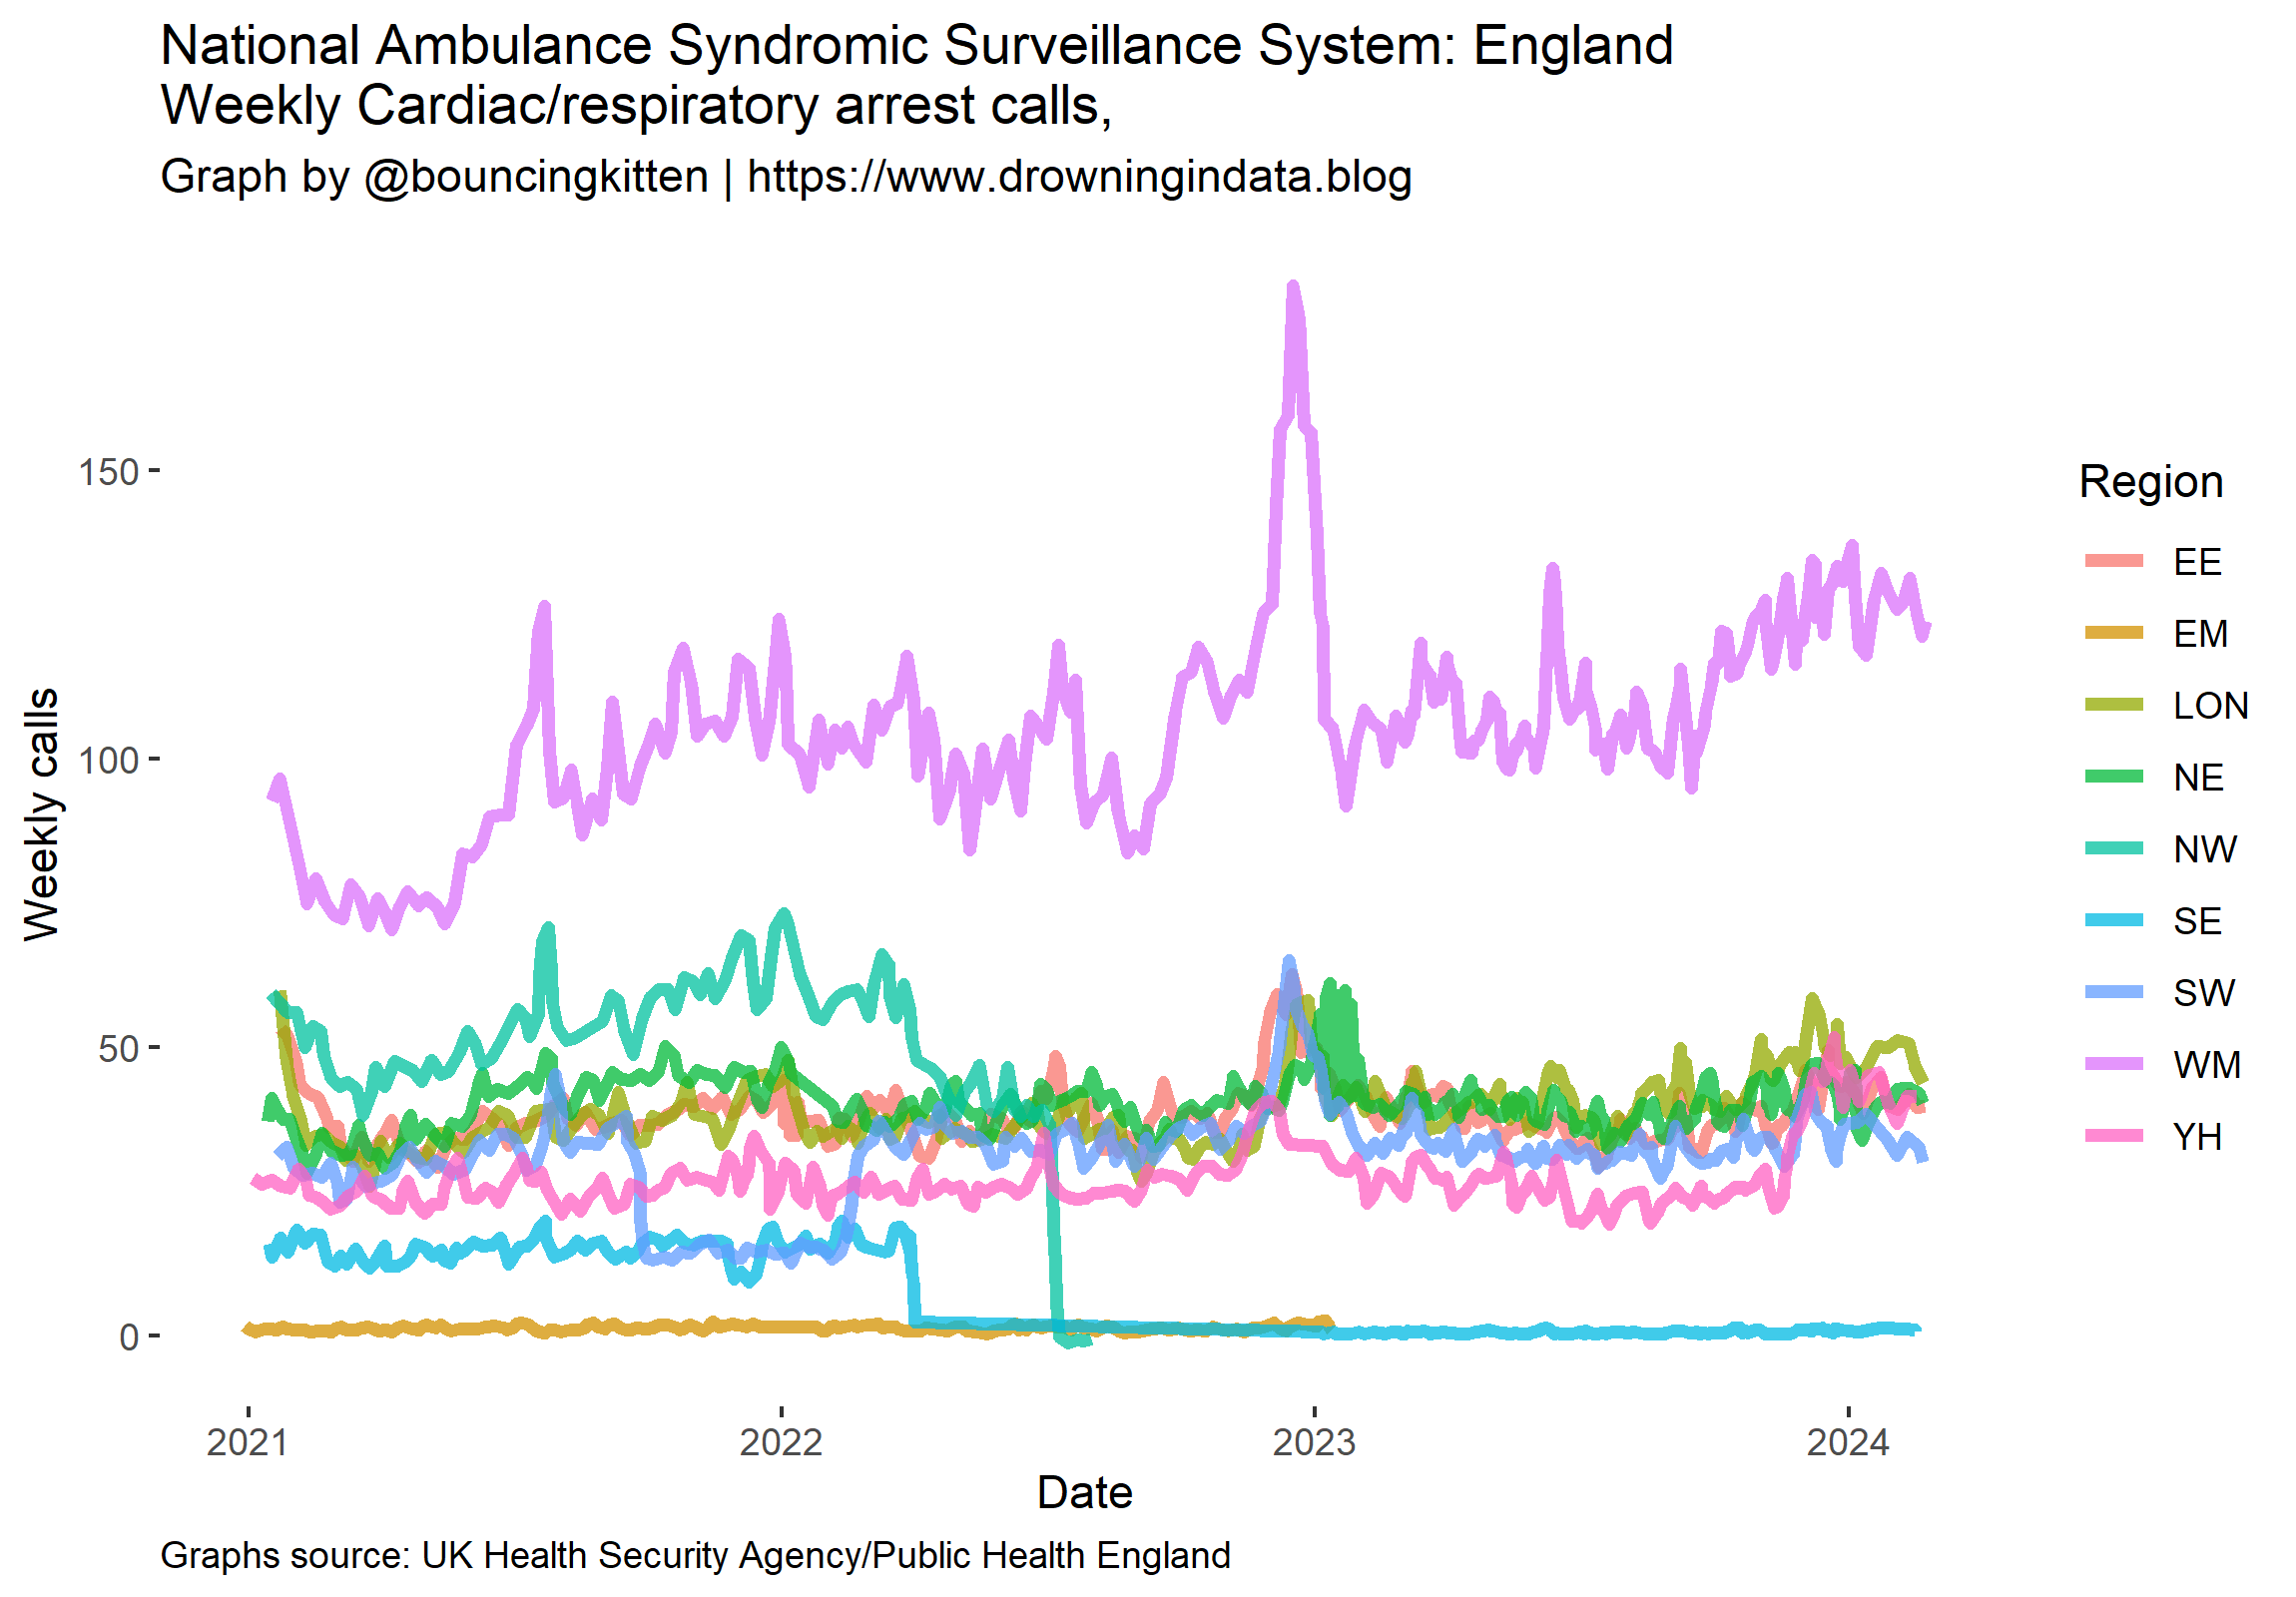 National Ambulance Syndromic Surveillance System: England
Weekly Cardiac/respiratory arrest calls,
Graph by @bouncingkitten | https://www.drowningindata.blog
Weekly calls
150
100
50
0
2021 2022 2023 2024
Date
Region
EE
EM
LON
NE
NW
SE
SW
WM
YH
Graphs source: UK Health Security Agency/Public Health England